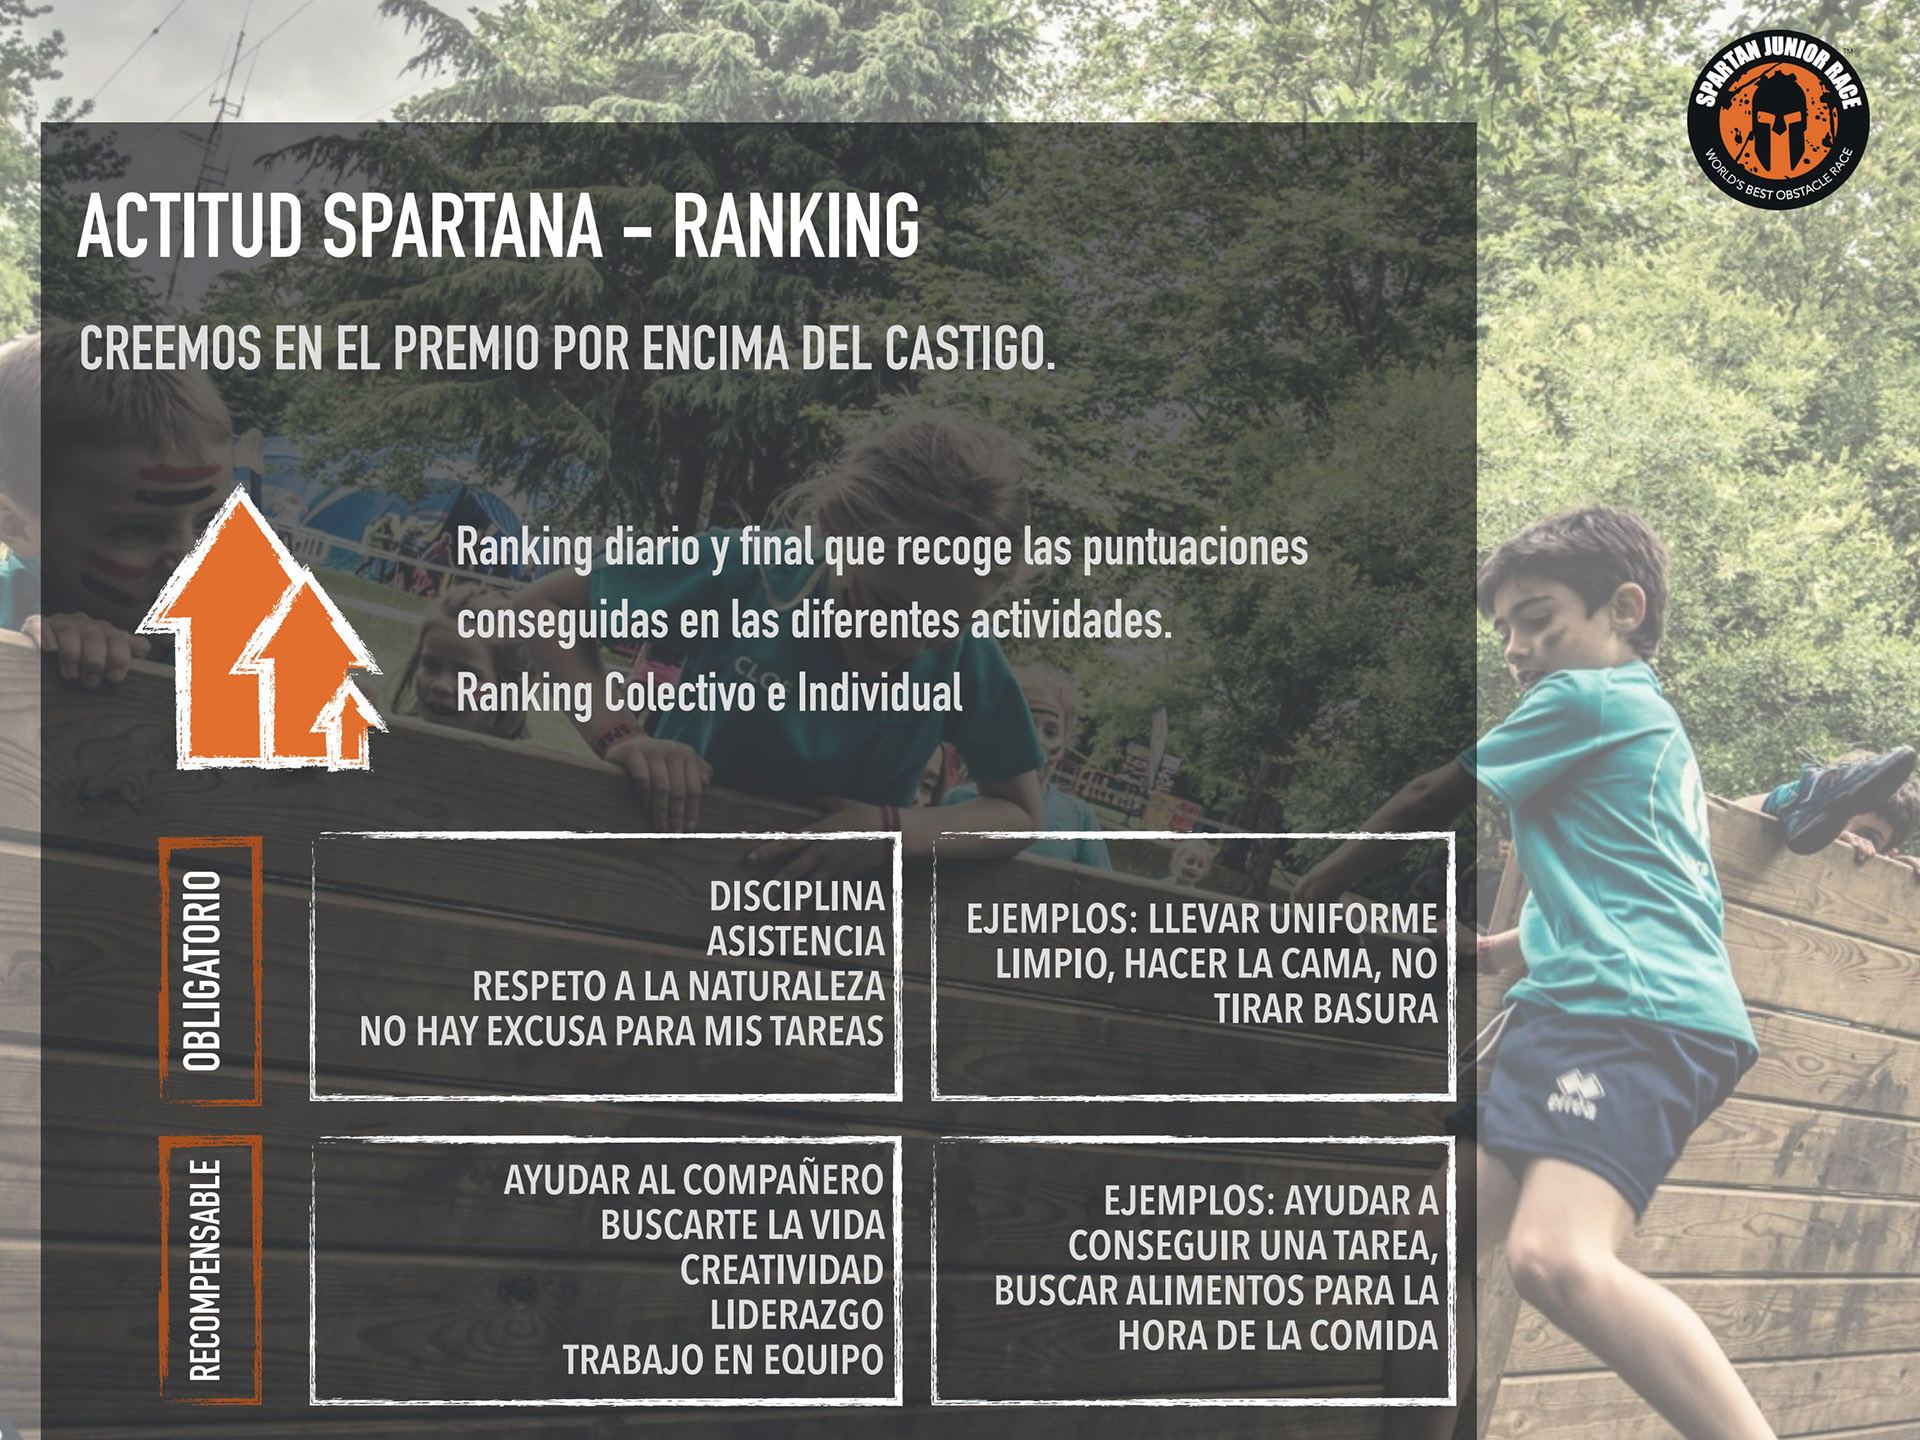 SPARTAN JUNIOR RACE™
WORLD'S BEST OBSTACLE RACE
ACTITUD SPARTANA - RANKING
CREEMOS EN EL PREMIO POR ENCIMA DEL CASTIGO.
Ranking diario y final que recoge las puntuaciones
conseguidas en las diferentes actividades.
Ranking Colectivo e Individual
OBLIGATORIO
DISCIPLINA
ASISTENCIA
RESPETO A LA NATURALEZA
NO HAY EXCUSA PARA MIS TAREAS
EJEMPLOS: LLEVAR UNIFORME
LIMPIO, HACER LA CAMA, NO
TIRAR BASURA
RECOMPENSABLE
AYUDAR AL COMPAÑERO
BUSCARTE LA VIDA
CREATIVIDAD
LIDERAZGO
TRABAJO EN EQUIPO
EJEMPLOS: AYUDAR A
CONSEGUIR UNA TAREA,
BUSCAR ALIMENTOS PARA LA
HORA DE LA COMIDA
erreà